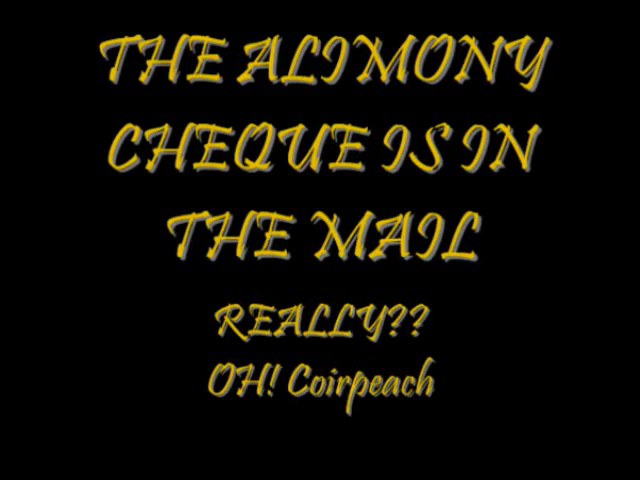 THE ALIMONY
CHEQUE IS IN
THE MAIL
REALLY??
OH! Coirpeach